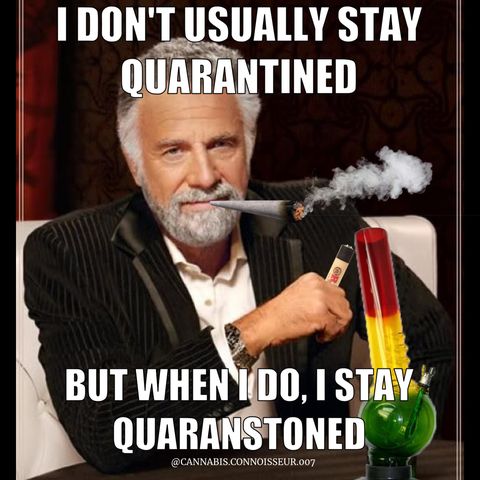 I DON'T USUALLY STAY
QUARANTINED
BUT WHEN I DO, I STAY
QUARANSTONED
@CANNABIS.CONNOISSEUR.007